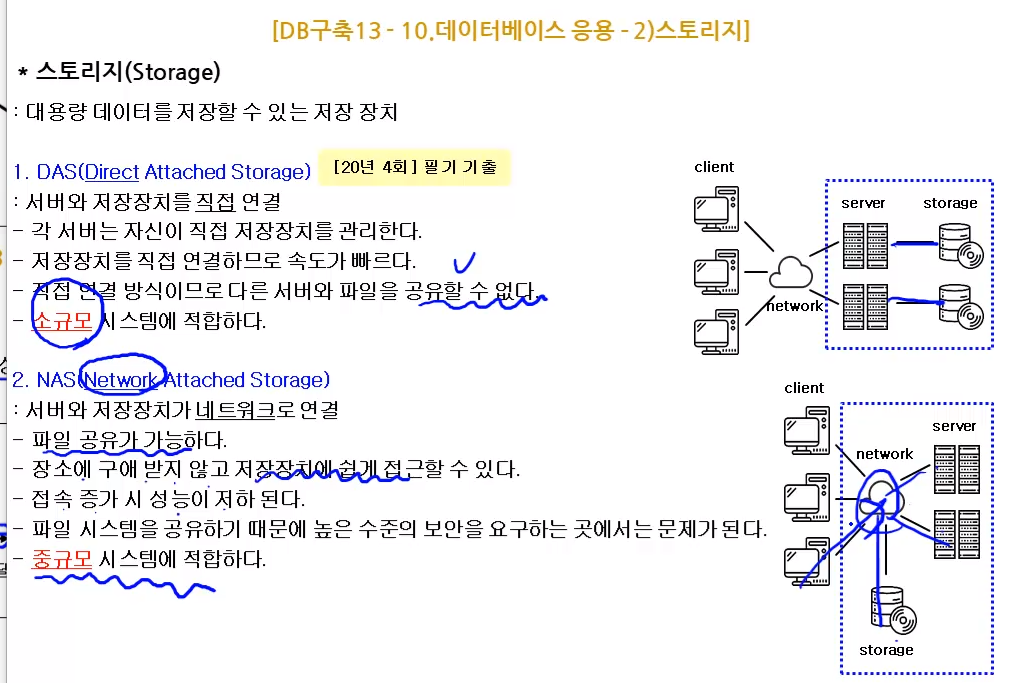 [DB구축13 - 10.데이터베이스 응용 - 2)스토리지]
* 스토리지(Storage)
: 대용량 데이터를 저장할 수 있는 저장 장치
1. DAS(Direct Attached Storage) [20년 4회] 필기 기출
: 서버와 저장장치를 직접 연결
- 각 서버는 자신이 직접 저장장치를 관리한다.
- 저장장치를 직접 연결하므로 속도가 빠르다.
- 직접 연결 방식이므로 다른 서버와 파일을 공유할 수 없다.
- 소규모 시스템에 적합하다.
client
server storage
network
2. NAS(Network Attached Storage)
: 서버와 저장장치가 네트워크로 연결
- 파일 공유가 가능하다.
- 장소에 구애 받지 않고 저장장치에 쉽게 접근할 수 있다.
- 접속 증가 시 성능이 저하 된다.
- 파일 시스템을 공유하기 때문에 높은 수준의 보안을 요구하는 곳에서는 문제가 된다.
- 중규모 시스템에 적합하다.
client
server
network
storage